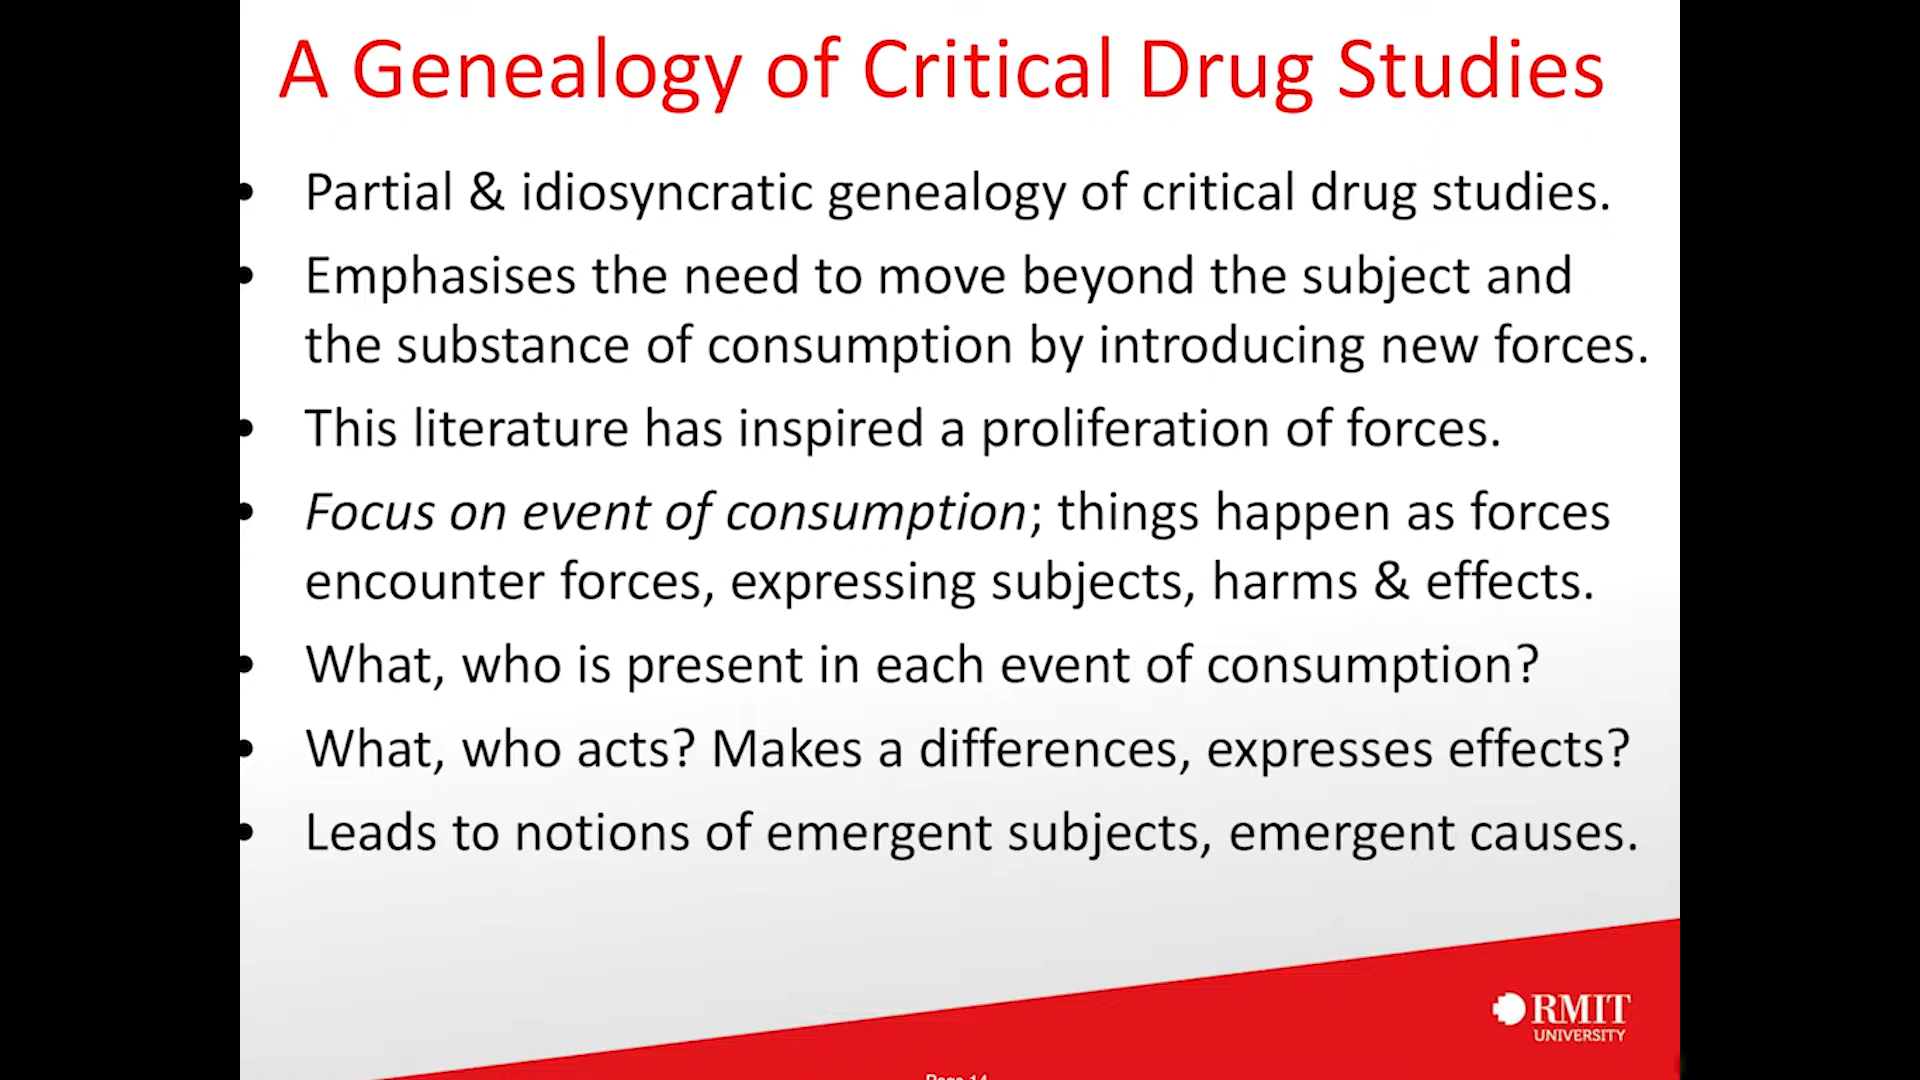 A Genealogy of Critical Drug Studies
• Partial & idiosyncratic genealogy of critical drug studies.
• Emphasises the need to move beyond the subject and
the substance of consumption by introducing new forces.
• This literature has inspired a proliferation of forces.
• Focus on event of consumption; things happen as forces
encounter forces, expressing subjects, harms & effects.
• What, who is present in each event of consumption?
• What, who acts? Makes a differences, expresses effects?
• Leads to notions of emergent subjects, emergent causes.
RMIT
UNIVERSITY
Page 14